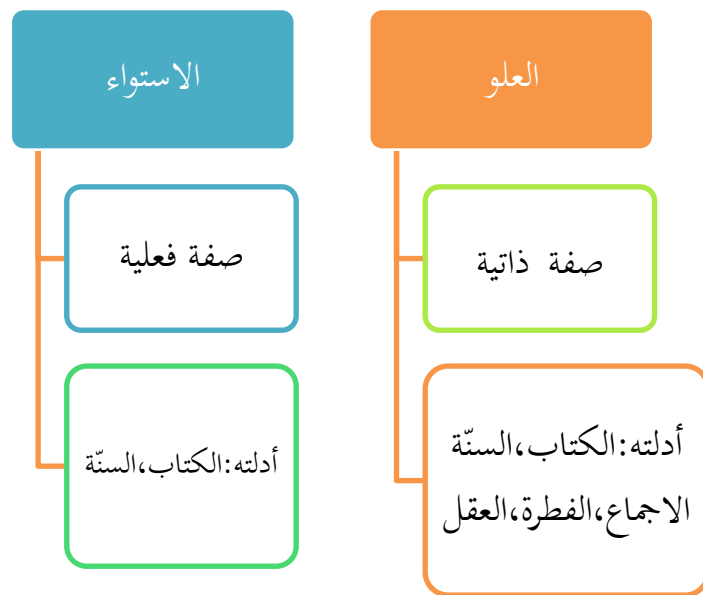 العلو
صفة ذاتية
أدلته:الكتاب،السنّة
الاجماع،الفطرة،العقل
الاستواء
صفة فعلية
أدلته:الكتاب،السنّة